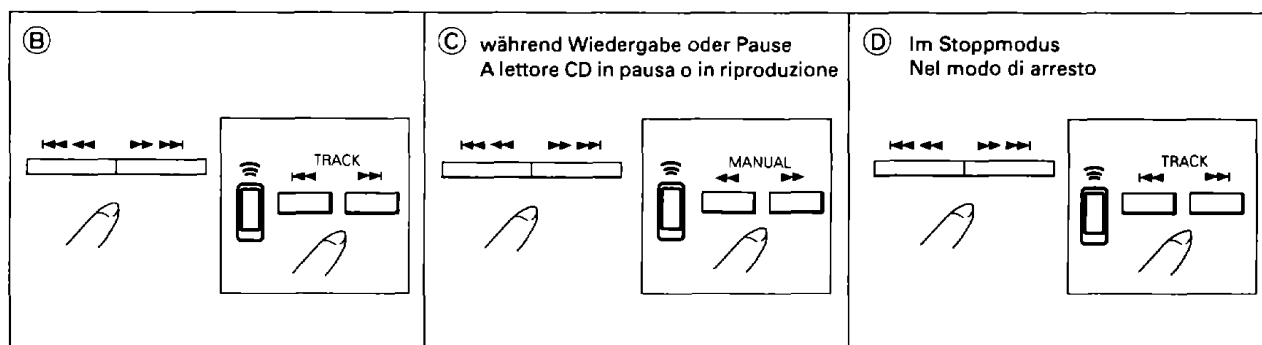 B
TRACK
C während Wiedergabe oder Pause
A lettore CD in pausa o in riproduzione
MANUAL
D Im Stoppmodus
Nel modo di arresto
TRACK